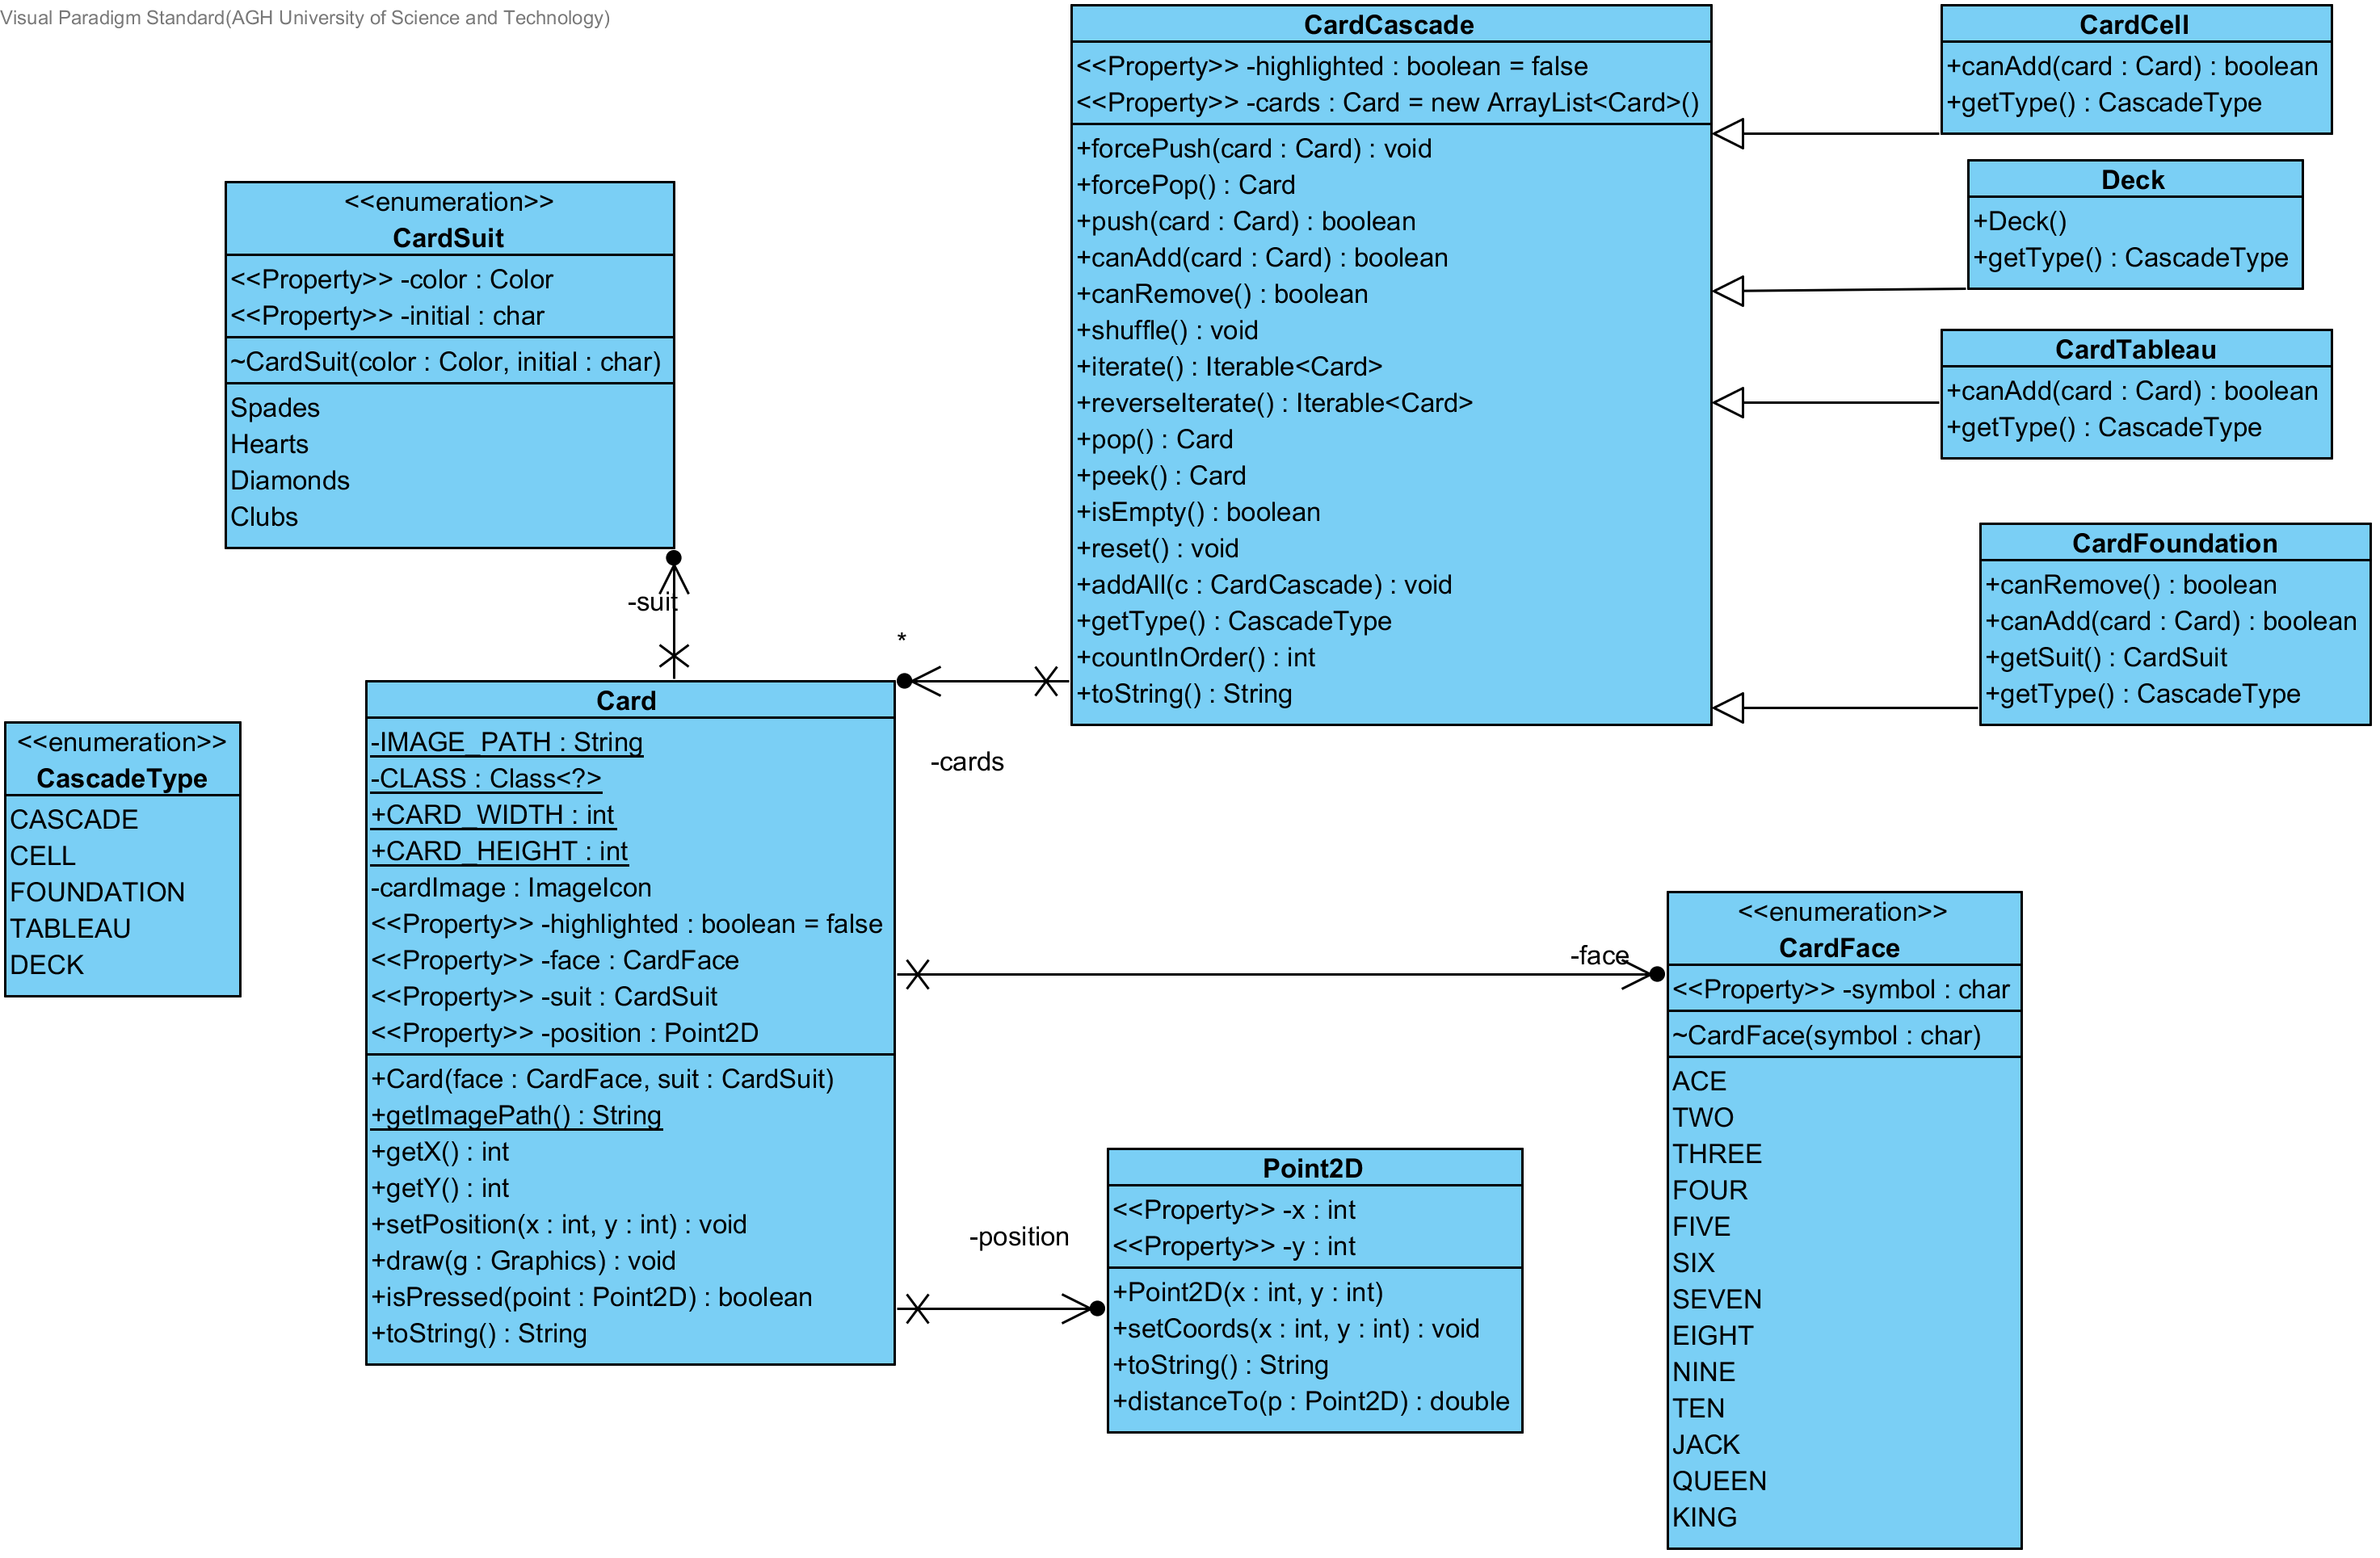 Visual Paradigm Standard(AGH University of Science and Technology)
CardCascade
<<Property>> -highlighted : boolean = false
<<Property>> -cards : Card = new ArrayList<Card>()
+forcePush(card : Card) : void
+forcePop() : Card
+push(card : Card) : boolean
+canAdd(card : Card) : boolean
+canRemove() : boolean
+shuffle() : void
+iterate() : Iterable<Card>
+reverseIterate() : Iterable<Card>
+pop() : Card
+peek() : Card
+isEmpty() : boolean
+reset() : void
+addAll(c : CardCascade) : void
+getType() : CascadeType
+countInOrder() : int
+toString() : String
CardCell
+canAdd(card : Card) : boolean
+getType() : CascadeType
Deck
+Deck()
+getType() : CascadeType
CardTableau
+canAdd(card : Card) : boolean
+getType() : CascadeType
CardFoundation
+canRemove() : boolean
+canAdd(card : Card) : boolean
+getSuit() : CardSuit
+getType() : CascadeType
<<enumeration>>
CardSuit
<<Property>> -color : Color
<<Property>> -initial : char
~CardSuit(color : Color, initial : char)
Spades
Hearts
Diamonds
Clubs
-suit
*
-cards
<<enumeration>>
CascadeType
CASCADE
CELL
FOUNDATION
TABLEAU
DECK
Card
-IMAGE_PATH : String
-CLASS : Class<?>
+CARD_WIDTH : int
+CARD_HEIGHT : int
-cardImage : ImageIcon
<<Property>> -highlighted : boolean = false
<<Property>> -face : CardFace
<<Property>> -suit : CardSuit
<<Property>> -position : Point2D
+Card(face : CardFace, suit : CardSuit)
+getImagePath() : String
+getX() : int
+getY() : int
+setPosition(x : int, y : int) : void
+draw(g : Graphics) : void
+isPressed(point : Point2D) : boolean
+toString() : String
-face
-position
Point2D
<<Property>> -x : int
<<Property>> -y : int
+Point2D(x : int, y : int)
+setCoords(x : int, y : int) : void
+toString() : String
+distanceTo(p : Point2D) : double
<<enumeration>>
CardFace
<<Property>> -symbol : char
~CardFace(symbol : char)
ACE
TWO
THREE
FOUR
FIVE
SIX
SEVEN
EIGHT
NINE
TEN
JACK
QUEEN
KING